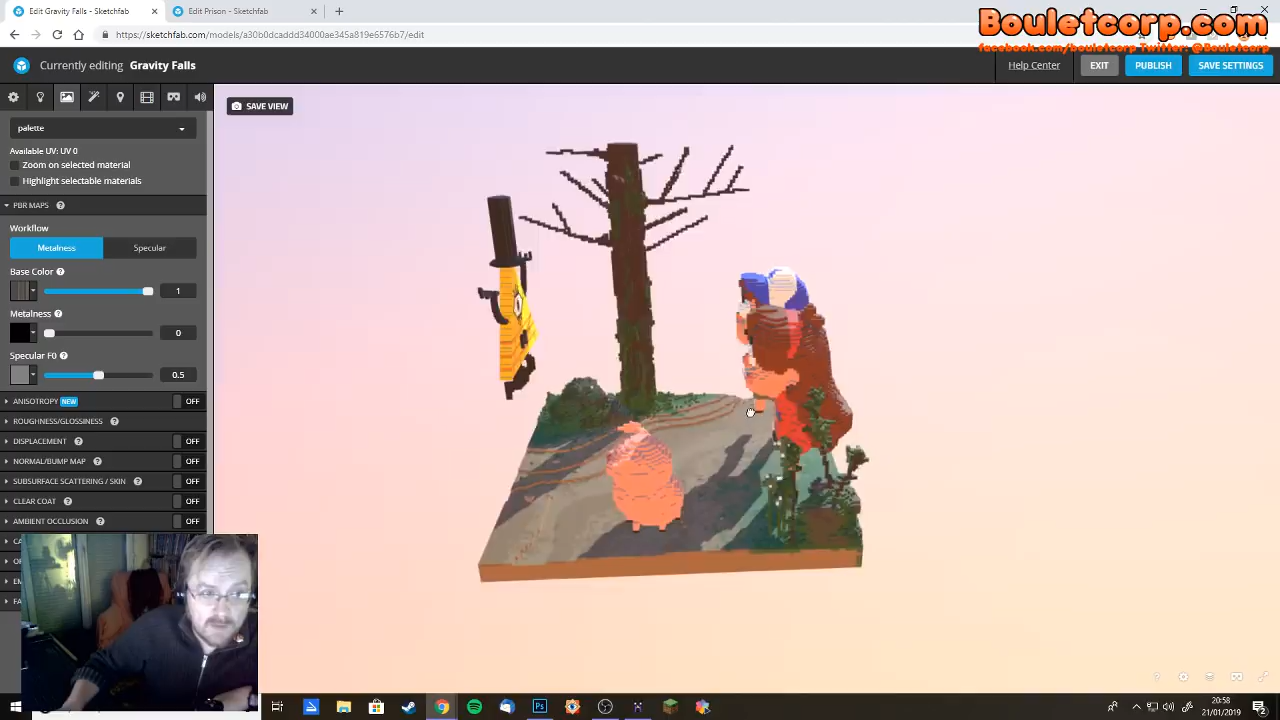 Edit Gravity Falls - Sketchfab
Edit Prison - Sketchfab
https://sketchfab.com/models/a30b0dcbd8d34000ae345a819e6576b7/edit
Bouletcorp.com
facebook.com/bouletcorp Twitter: @Bouletcorp
Currently editing Gravity Falls
Help Center
EXIT
PUBLISH
SAVE SETTINGS
SAVE VIEW
palette
Available UV: UV 0
Zoom on selected material
Highlight selectable materials
PBR MAPS
Workflow
Metalness
Specular
Base Color
1
Metalness
0
Specular F0
0.5
ANISOTROPY NEW OFF
ROUGHNESS/GLOSSINESS
DISPLACEMENT OFF
NORMAL/BUMP MAP OFF
SUBSURFACE SCATTERING / SKIN OFF
CLEAR COAT OFF
AMBIENT OCCLUSION OFF
CA
EM
FA
20:58
21/01/2019